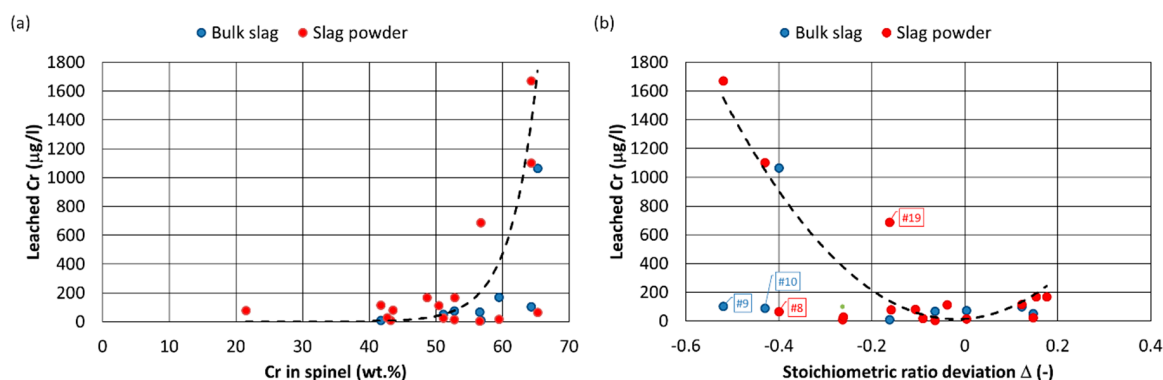 (a)
Bulk slag
Slag powder
Leached Cr (µg/l)
1800
1600
1400
1200
1000
800
600
400
200
0
0 10 20 30 40 50 60 70
Cr in spinel (wt.%)
(b)
Bulk slag
Slag powder
Leached Cr (µg/l)
1800
1600
1400
1200
1000
800
600
400
200
0
#19
#10
#9
#8
-0.6 -0.4 -0.2 0 0.2 0.4
Stoichiometric ratio deviation Δ (-)